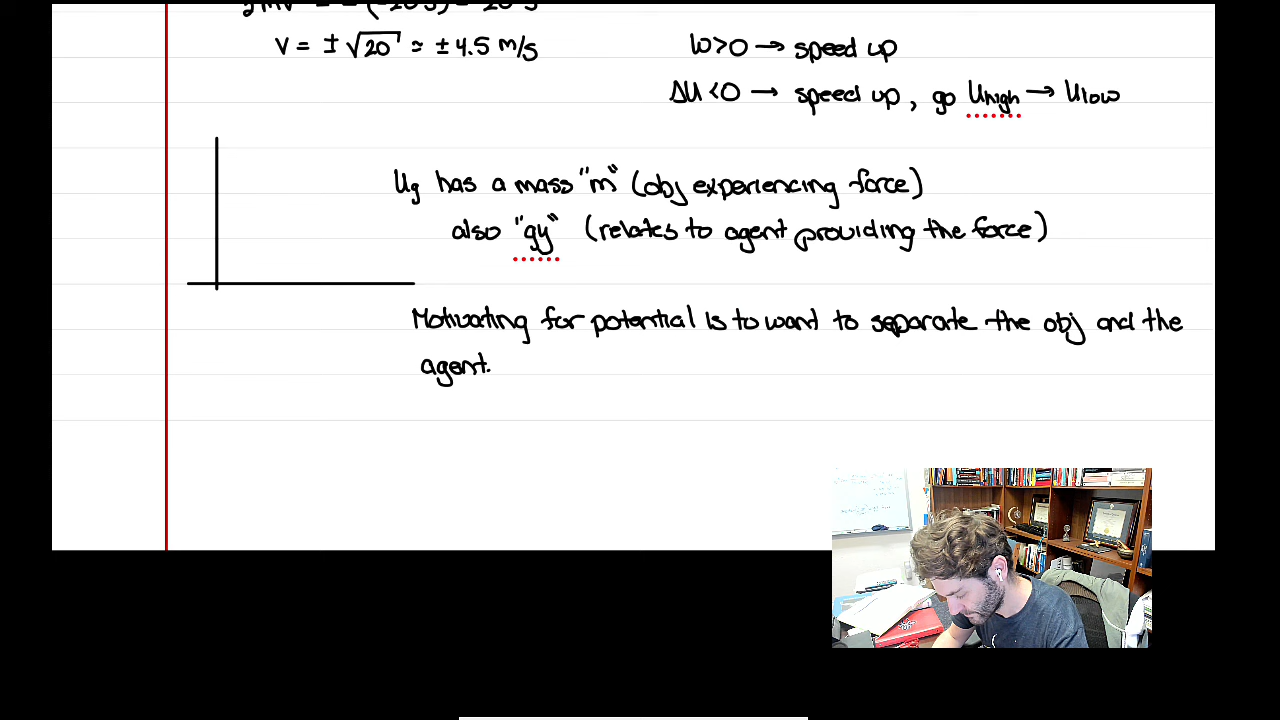 V = ± √20 ≈ ± 4.5 m/s
W>0 → speed up
ΔU<0 → speed up, go Uhigh → Ulow
Ug has a mass "m" (obj experiencing force)
also "gy" (relates to agent providing the force)
Motivating for potential is to want to separate the obj and the
agent.